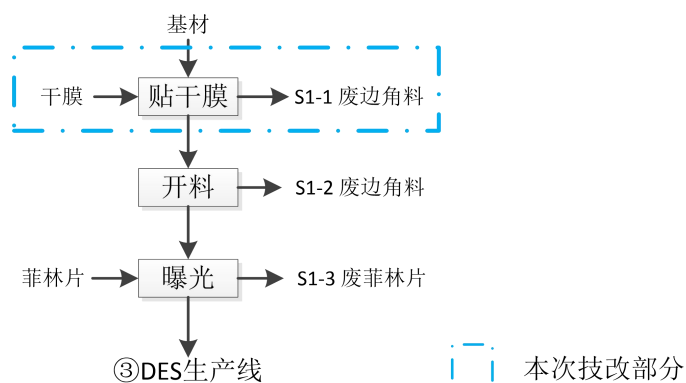 基材
干膜
贴干膜
S1-1 废边角料
开料
S1-2 废边角料
菲林片
曝光
S1-3 废菲林片
③DES生产线
本次技改部分